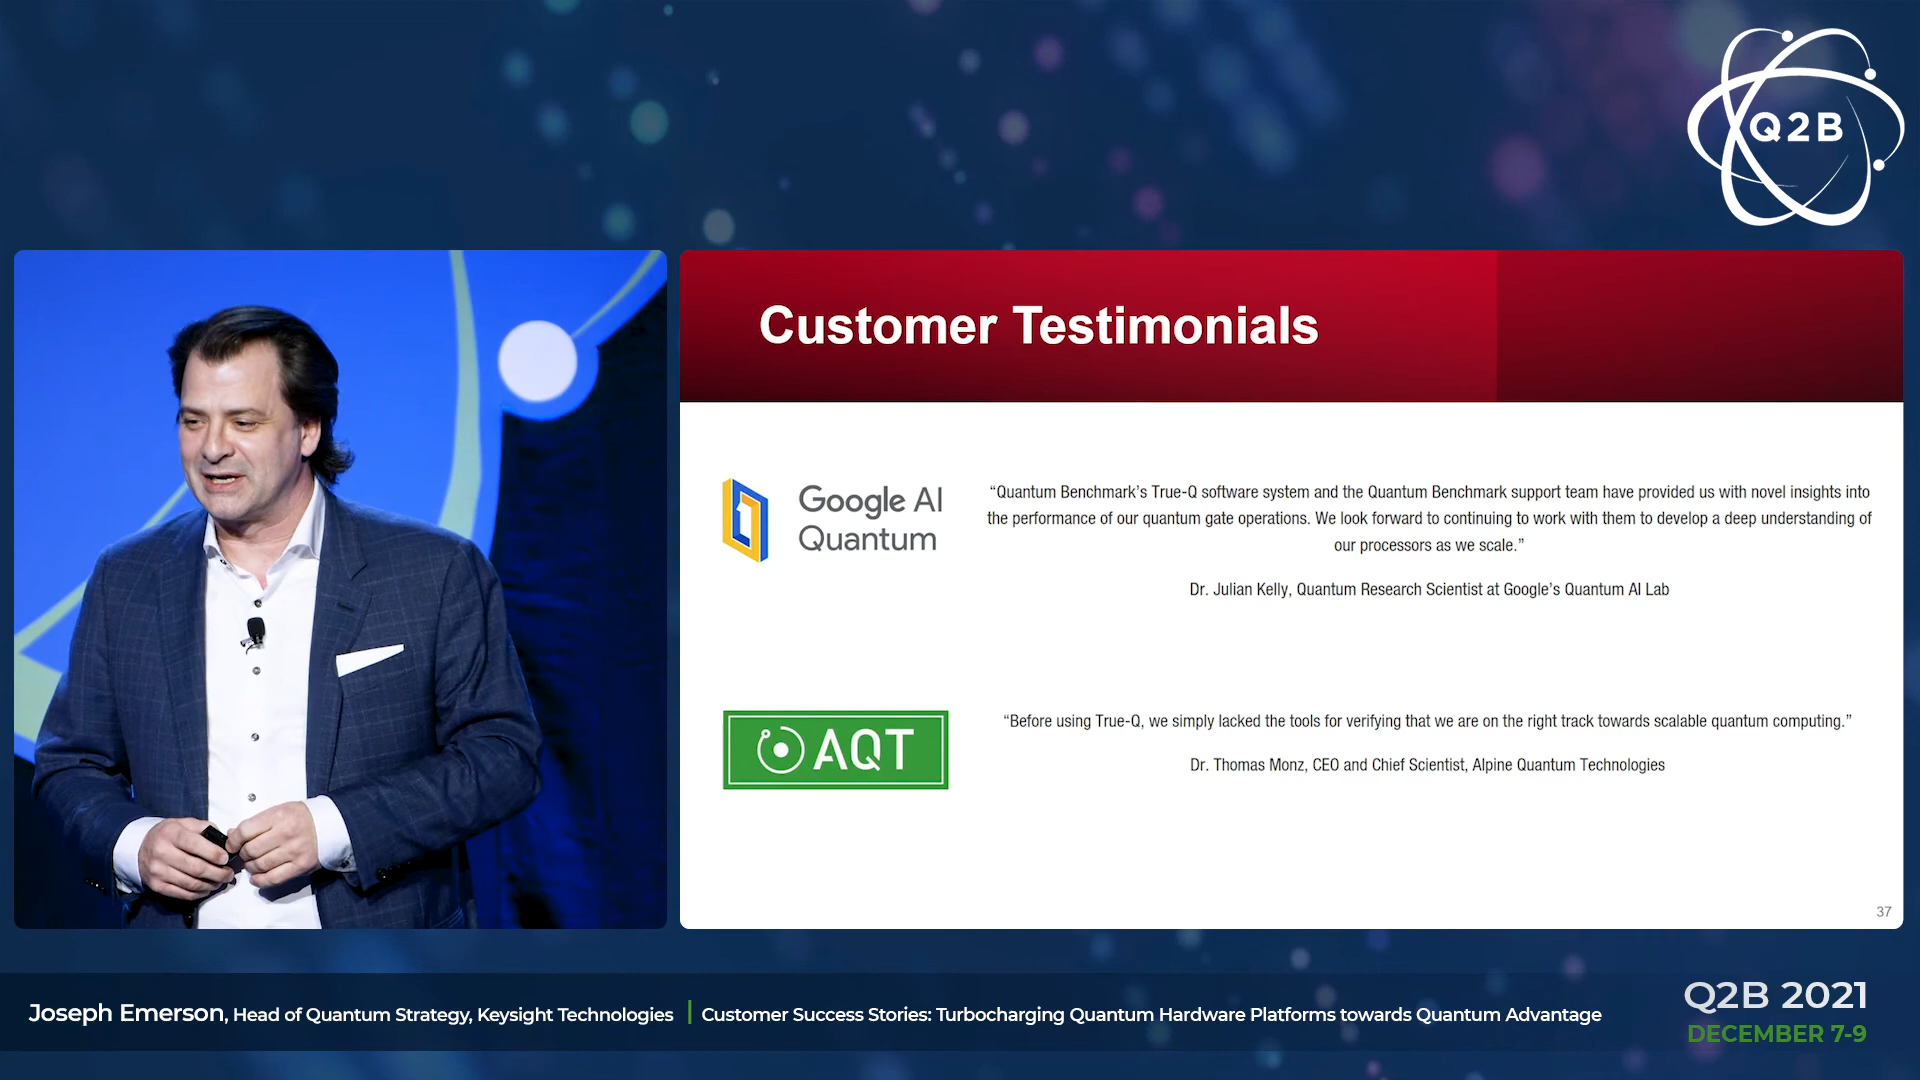 Q2B
Customer Testimonials
Google AI
Quantum
“Quantum Benchmark’s True-Q software system and the Quantum Benchmark support team have provided us with novel insights into
the performance of our quantum gate operations. We look forward to continuing to work with them to develop a deep understanding of
our processors as we scale.”
Dr. Julian Kelly, Quantum Research Scientist at Google’s Quantum AI Lab
AQT
“Before using True-Q, we simply lacked the tools for verifying that we are on the right track towards scalable quantum computing.”
Dr. Thomas Monz, CEO and Chief Scientist, Alpine Quantum Technologies
37
Joseph Emerson, Head of Quantum Strategy, Keysight Technologies | Customer Success Stories: Turbocharging Quantum Hardware Platforms towards Quantum Advantage
Q2B 2021
DECEMBER 7-9